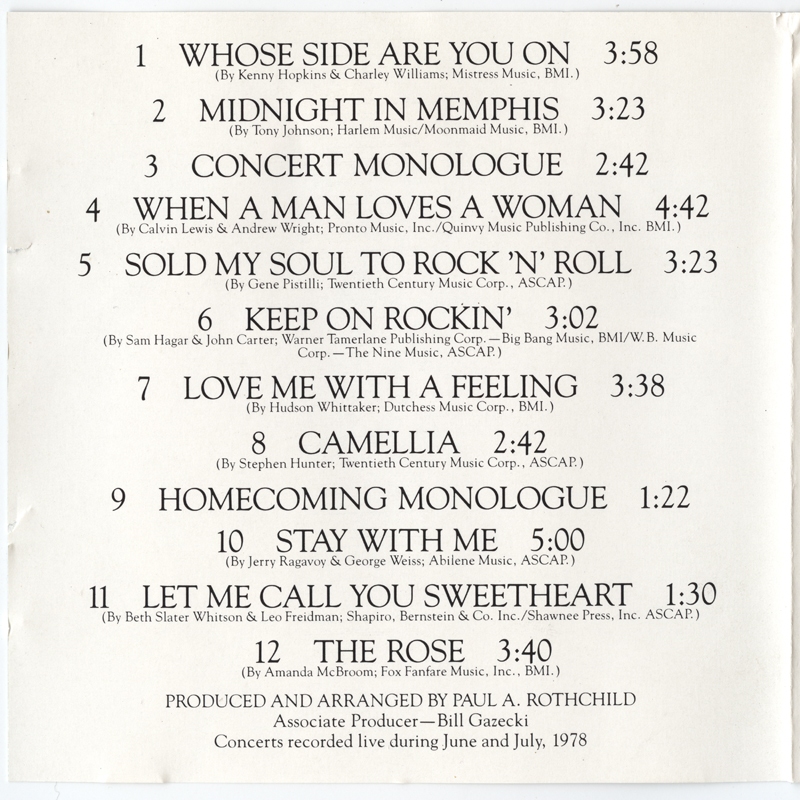 1 WHOSE SIDE ARE YOU ON 3:58
(By Kenny Hopkins & Charley Williams; Mistress Music, BMI.)
2 MIDNIGHT IN MEMPHIS 3:23
(By Tony Johnson; Harlem Music/Moonmaid Music, BMI.)
3 CONCERT MONOLOGUE 2:42
4 WHEN A MAN LOVES A WOMAN 4:42
(By Calvin Lewis & Andrew Wright; Pronto Music, Inc./Quinvy Music Publishing Co., Inc. BMI.)
5 SOLD MY SOUL TO ROCK 'N' ROLL 3:23
(By Gene Pistilli; Twentieth Century Music Corp., ASCAP.)
6 KEEP ON ROCKIN' 3:02
(By Sam Hagar & John Carter; Warner Tamerlane Publishing Corp.—Big Bang Music, BMI/W.B. Music
Corp.—The Nine Music, ASCAP.)
7 LOVE ME WITH A FEELING 3:38
(By Hudson Whittaker; Dutchess Music Corp., BMI.)
8 CAMELLIA 2:42
(By Stephen Hunter; Twentieth Century Music Corp., ASCAP.)
9 HOMECOMING MONOLOGUE 1:22
10 STAY WITH ME 5:00
(By Jerry Ragavoy & George Weiss; Abilene Music, ASCAP.)
11 LET ME CALL YOU SWEETHEART 1:30
(By Beth Slater Whitson & Leo Freidman; Shapiro, Bernstein & Co. Inc./Shawnee Press, Inc. ASCAP.)
12 THE ROSE 3:40
(By Amanda McBroom; Fox Fanfare Music, Inc., BMI.)
PRODUCED AND ARRANGED BY PAUL A. ROTHCHILD
Associate Producer—Bill Gazecki
Concerts recorded live during June and July, 1978